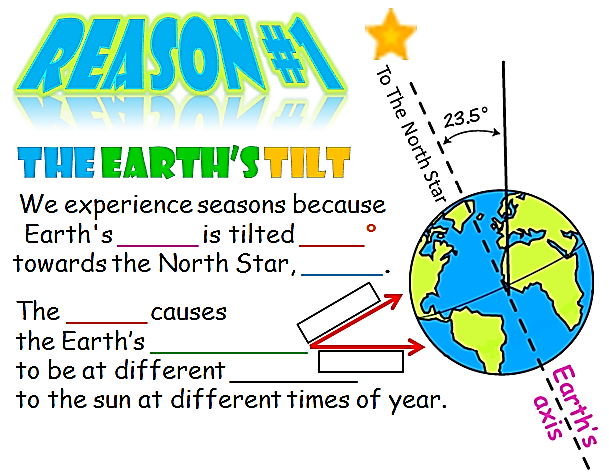 REASON #1
THE EARTH'S TILT
We experience seasons because
Earth's ______ is tilted _____°
towards the North Star, ______.
The ______ causes
the Earth's ____________
to be at different __________
to the sun at different times of year.
To The North Star
23.5°
Earth's
axis